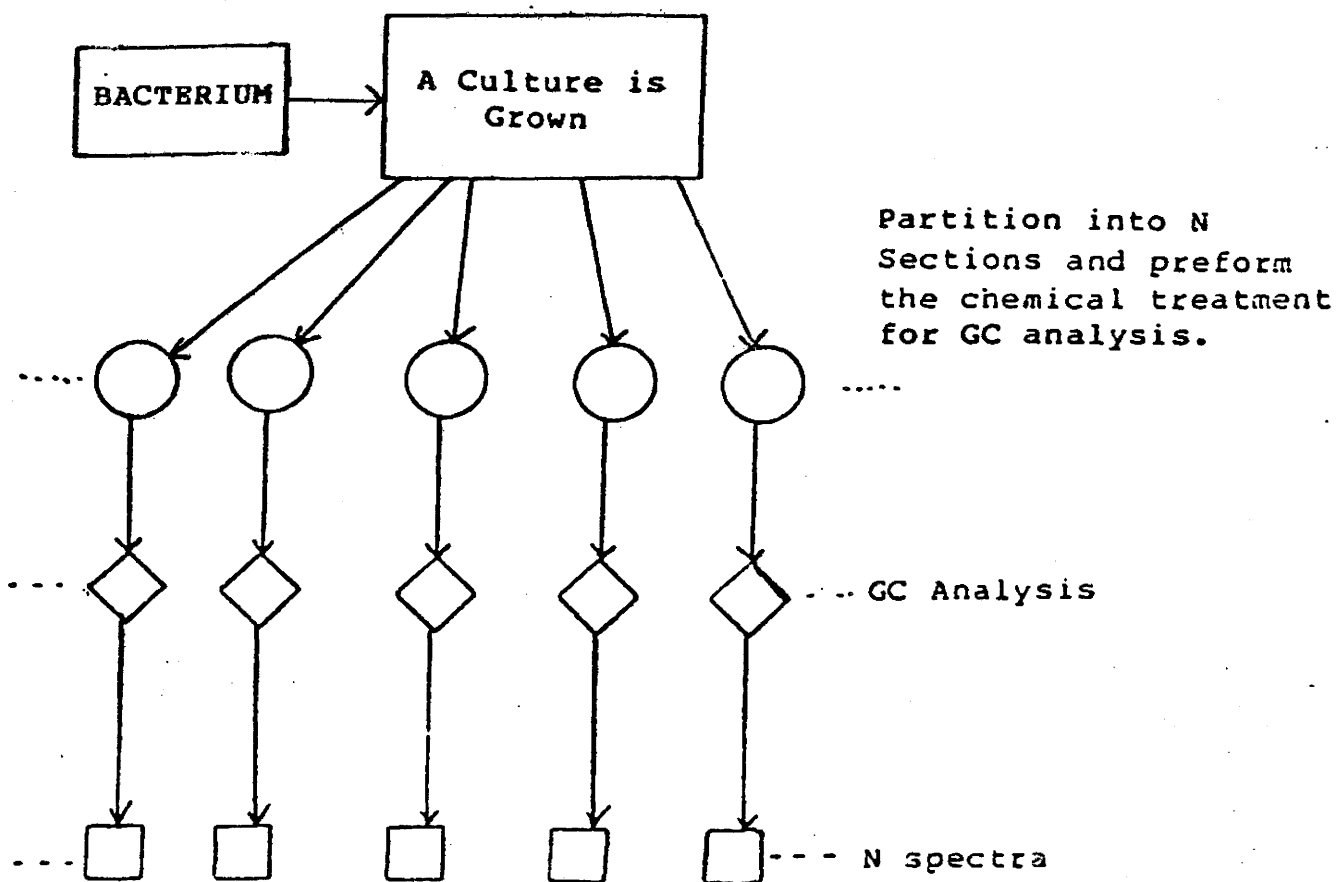 BACTERIUM
A Culture is
Grown
Partition into N
Sections and preform
the chemical treatment
for GC analysis.
GC Analysis
N spectra